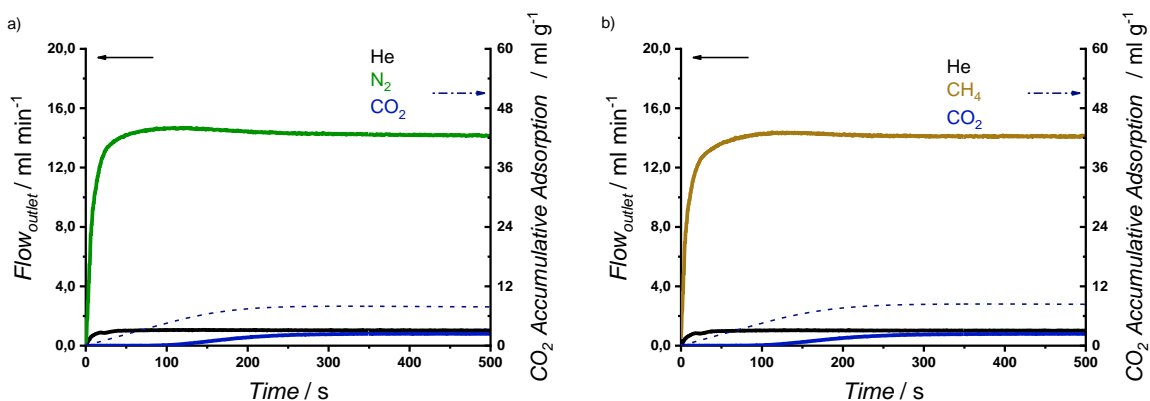 a)
He
N2
CO2
20,0
16,0
12,0
8,0
4,0
0,0
Flowoutlet / ml min-1
60
48
36
24
12
0
CO2 Accumulative Adsorption / ml g-1
0 100 200 300 400 500
Time / s
b)
He
CH4
CO2
20,0
16,0
12,0
8,0
4,0
0,0
Flowoutlet / ml min-1
60
48
36
24
12
0
CO2 Accumulative Adsorption / ml g-1
0 100 200 300 400 500
Time / s